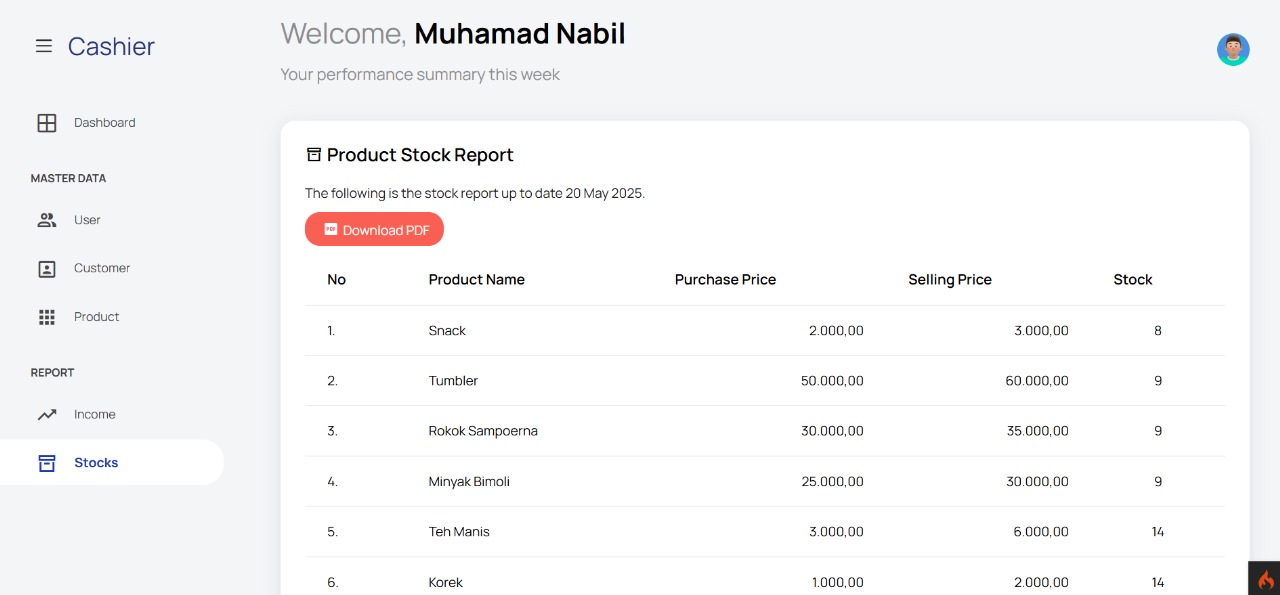 Cashier
Welcome, Muhamad Nabil
Your performance summary this week
Dashboard
MASTER DATA
User
Customer
Product
REPORT
Income
Stocks
Product Stock Report
The following is the stock report up to date 20 May 2025.
PDF Download PDF
No Product Name Purchase Price Selling Price Stock
1. Snack 2.000,00 3.000,00 8
2. Tumbler 50.000,00 60.000,00 9
3. Rokok Sampoerna 30.000,00 35.000,00 9
4. Minyak Bimoli 25.000,00 30.000,00 9
5. Teh Manis 3.000,00 6.000,00 14
6. Korek 1.000,00 2.000,00 14